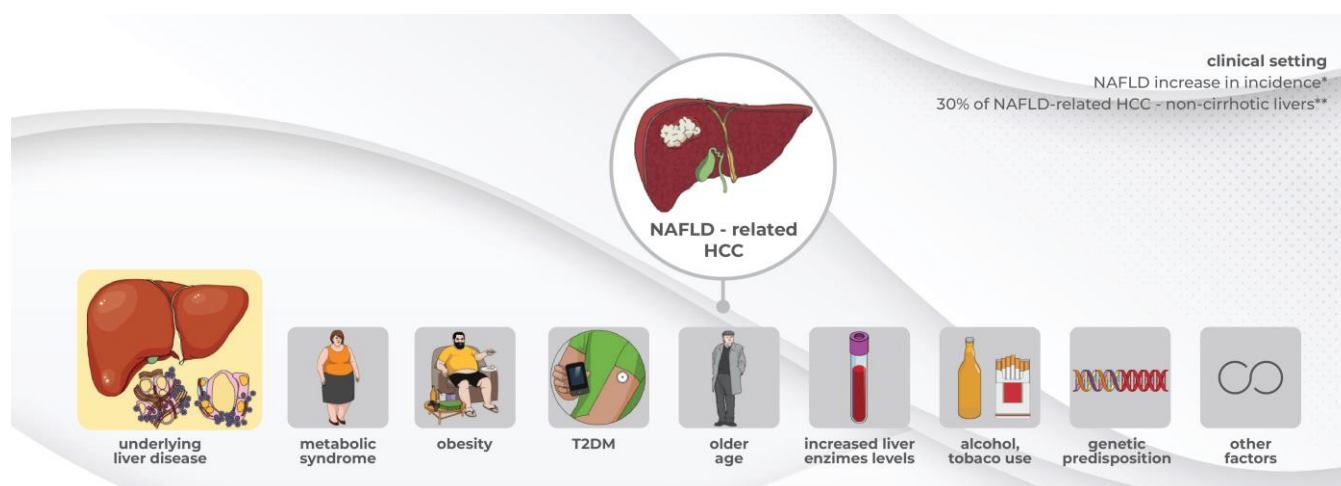 clinical setting
NAFLD increase in incidence*
30% of NAFLD-related HCC - non-cirrhotic livers**
NAFLD - related
HCC
underlying
liver disease
metabolic
syndrome
obesity
T2DM
older
age
increased liver
enzimes levels
alcohol,
tobacco use
genetic
predisposition
other
factors